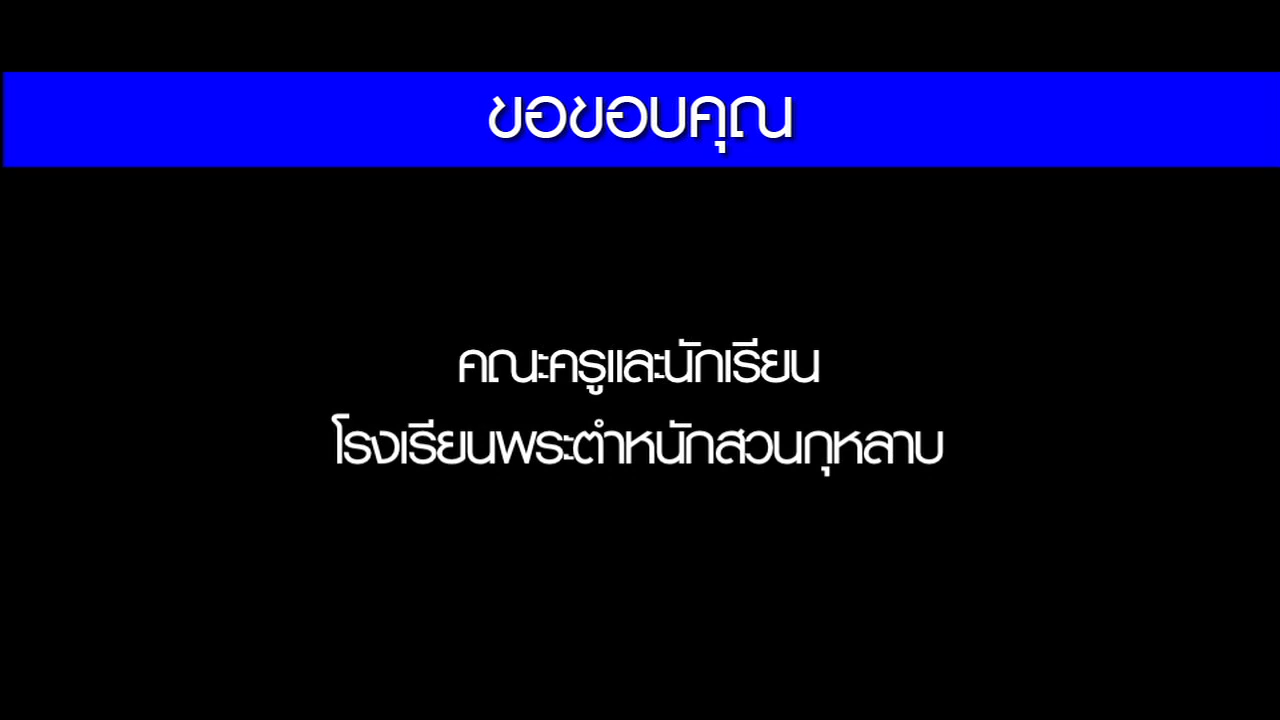 ขอขอบคุณ
คณะครูและนักเรียน
โรงเรียนพระตำหนักสวนกุหลาบ